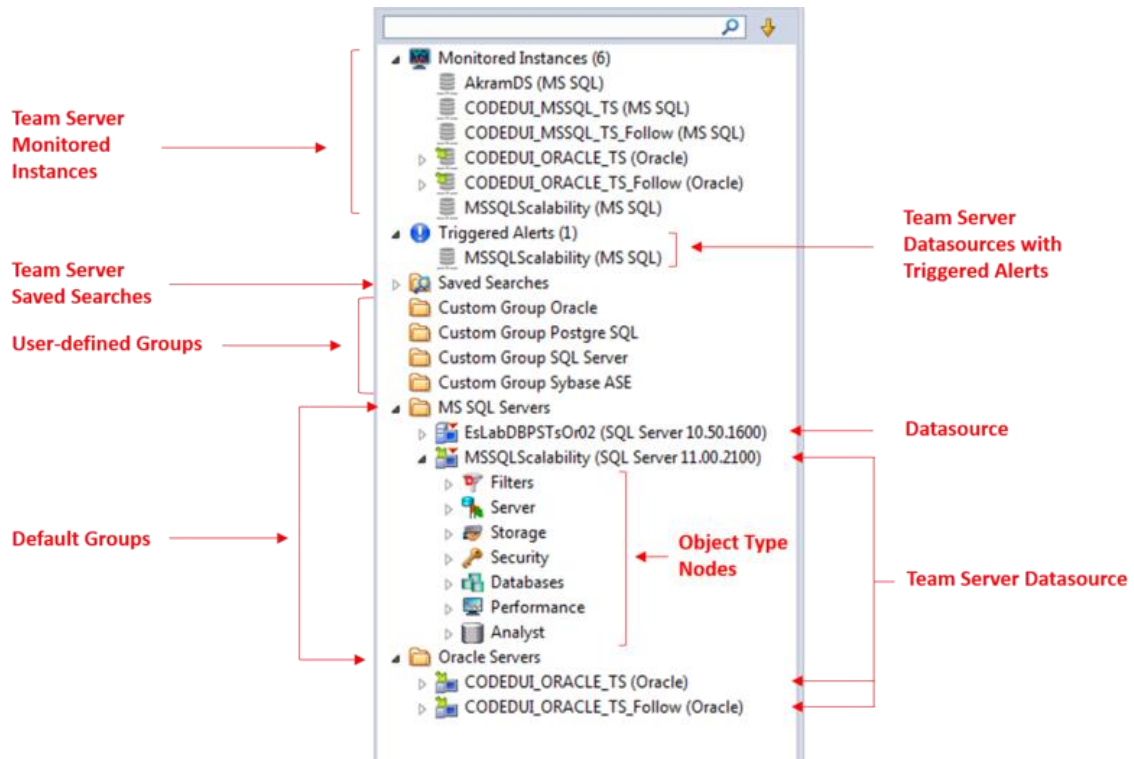 Monitored Instances (6)
AkramDS (MS SQL)
CODEDUI_MSSQL_TS (MS SQL)
CODEDUI_MSSQL_TS_Follow (MS SQL)
CODEDUI_ORACLE_TS (Oracle)
CODEDUI_ORACLE_TS_Follow (Oracle)
MSSQLScalability (MS SQL)
Triggered Alerts (1)
MSSQLScalability (MS SQL)
Saved Searches
Custom Group Oracle
Custom Group Postgre SQL
Custom Group SQL Server
Custom Group Sybase ASE
MS SQL Servers
EsLabDBPSTsOr02 (SQL Server 10.50.1600)
MSSQLScalability (SQL Server 11.00.2100)
Filters
Server
Storage
Security
Databases
Performance
Analyst
Oracle Servers
CODEDUI_ORACLE_TS (Oracle)
CODEDUI_ORACLE_TS_Follow (Oracle)
Team Server
Monitored
Instances
Team Server
Saved Searches
User-defined Groups
Default Groups
Team Server
Datasources with
Triggered Alerts
Datasource
Object Type
Nodes
Team Server Datasource